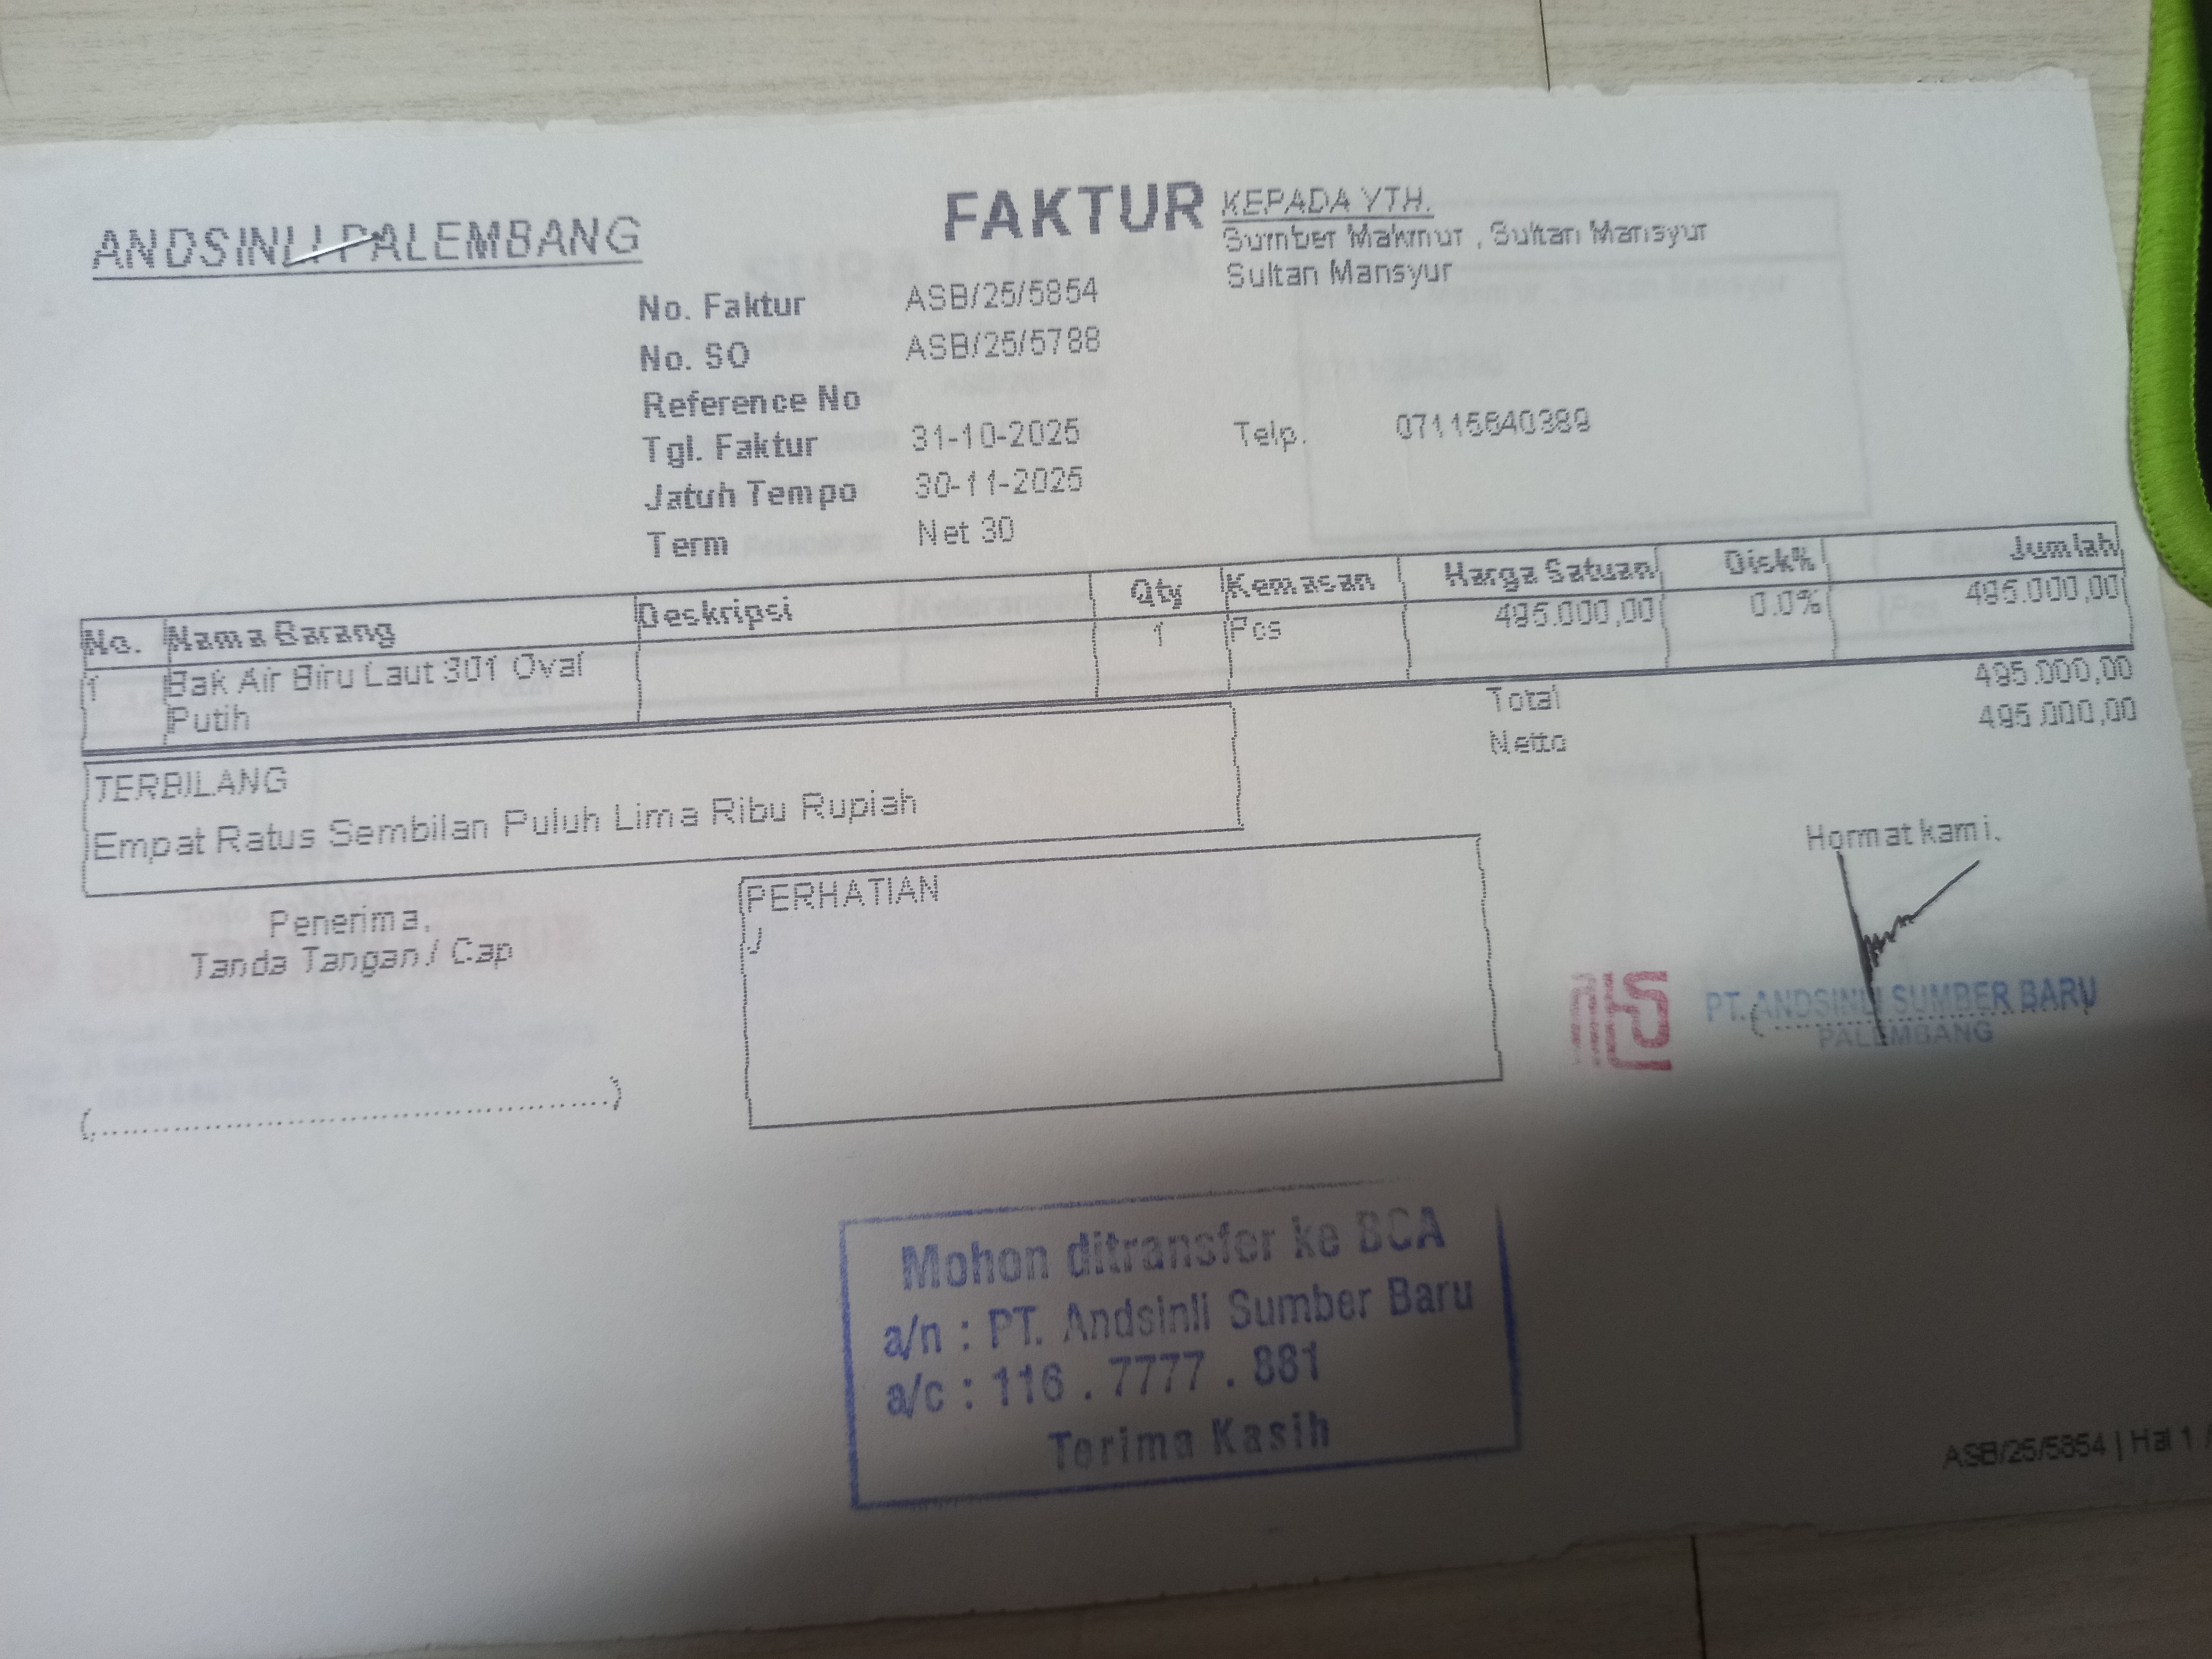 ANDSINLI PALEMBANG
FAKTUR
KEPADA YTH.
Sumber Makmur , Sultan Mansyur
Sultan Mansyur
No. Faktur ASB/25/5854
No. SO ASB/25/5788
Reference No
Tgl. Faktur 31-10-2025
Telp. 07115640389
Jatuh Tempo 30-11-2025
Term Net 30
No. Nama Barang Deskripsi Qty Kemasan Harga Satuan Disk% Jumlah
1 Bak Air Biru Laut 301 Oval 1 Pcs 495.000,00 0.0% 495.000,00
Putih
Total 495.000,00
Netto 495.000,00
TERBILANG
Empat Ratus Sembilan Puluh Lima Ribu Rupiah
Penerima,
Tanda Tangan / Cap
PERHATIAN
Hormat kami,
PT. ANDSINLI SUMBER BARU
PALEMBANG
Mohon ditransfer ke BCA
a/n : PT. Andsinli Sumber Baru
a/c : 116 . 7777 . 881
Terima Kasih
ASB/25/5854 | Hal 1 /